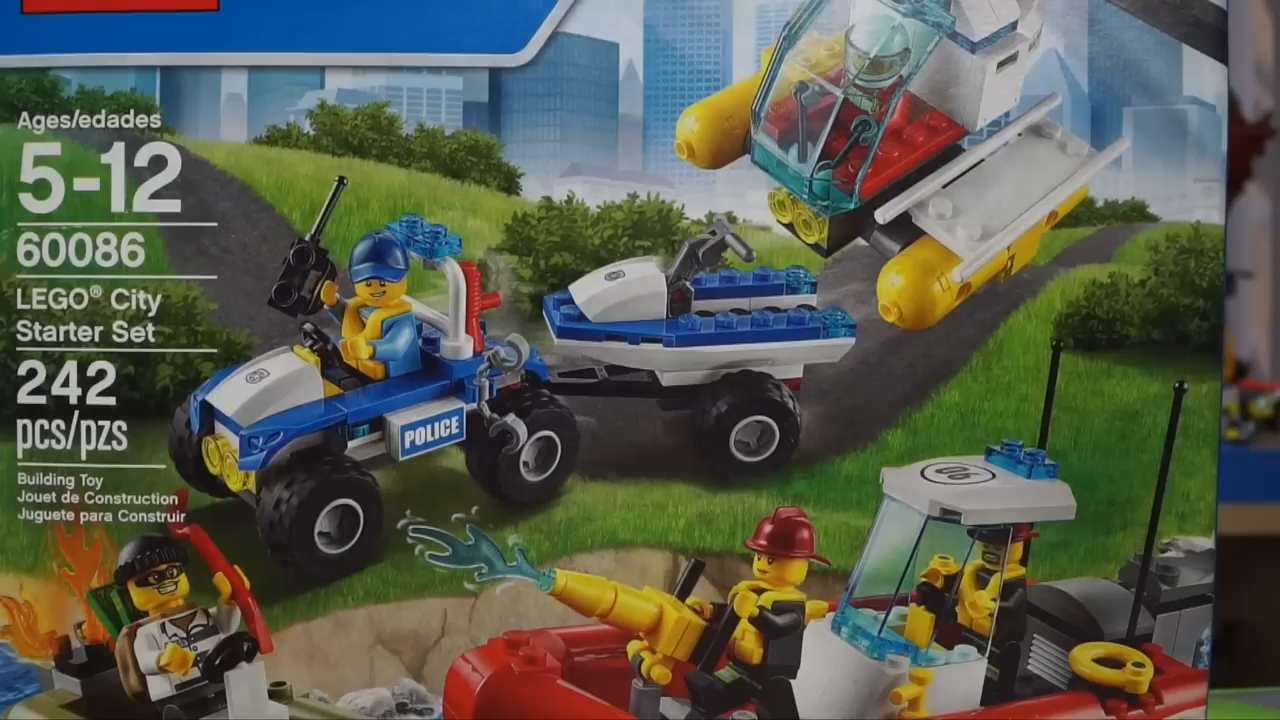 Ages/edades
5-12
60086
LEGO® City
Starter Set
242
pcs/pzs
Building Toy
Jouet de Construction
Juguete para Construir
POLICE
06